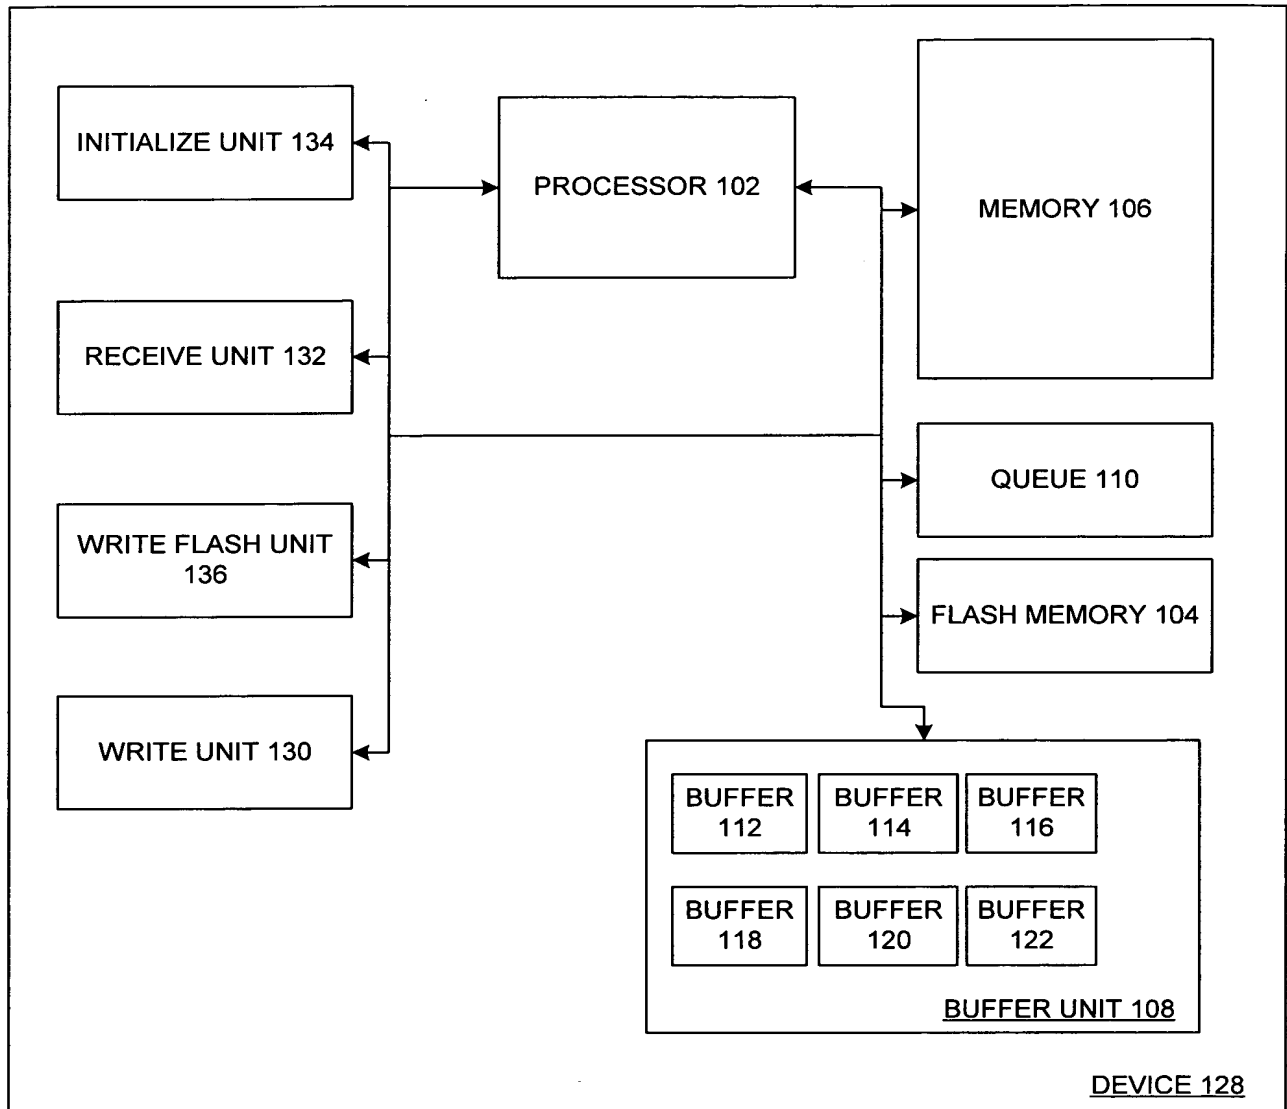 INITIALIZE UNIT 134
PROCESSOR 102
MEMORY 106
RECEIVE UNIT 132
QUEUE 110
WRITE FLASH UNIT
136
FLASH MEMORY 104
WRITE UNIT 130
BUFFER
112
BUFFER
114
BUFFER
116
BUFFER
118
BUFFER
120
BUFFER
122
BUFFER UNIT 108
DEVICE 128